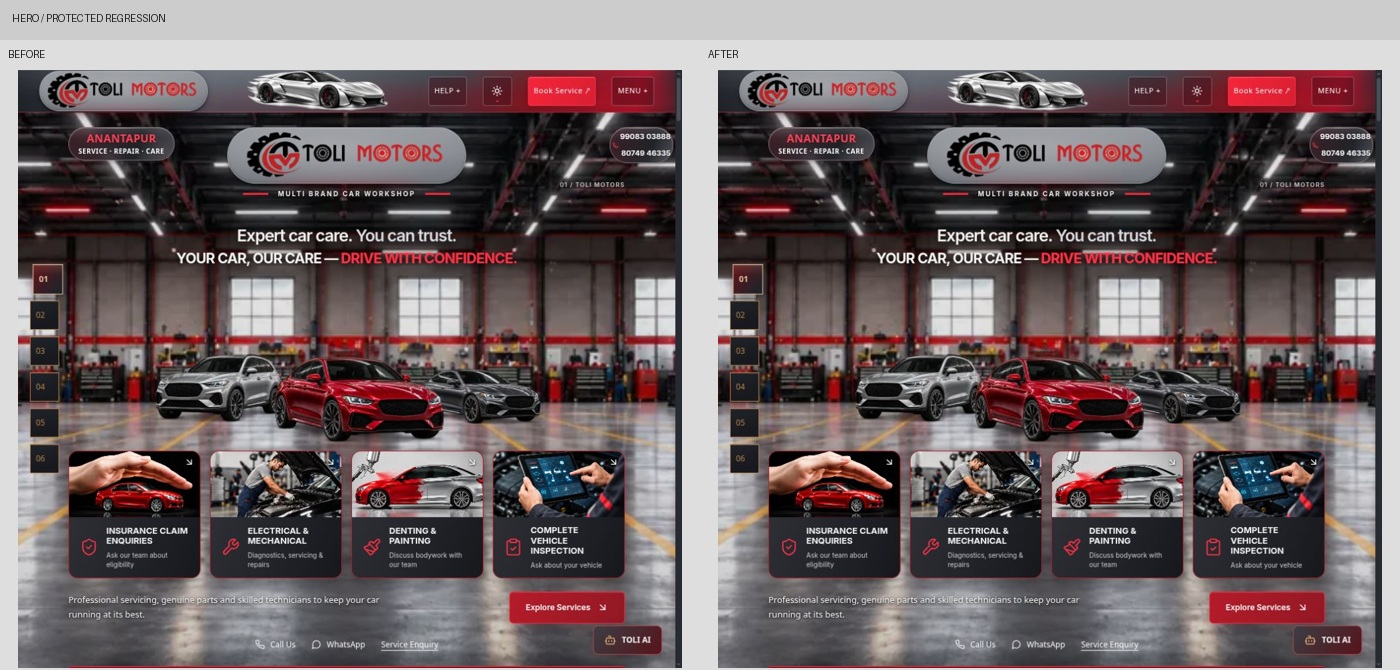 HERO / PROTECTED REGRESSION
BEFORE
TOLI MOTORS
HELP +
Book Service ↗
MENU +
ANANTAPUR
SERVICE · REPAIR · CARE
TOLI MOTORS
MULTI BRAND CAR WORKSHOP
99083 03888
80749 46335
01 / TOLI MOTORS
Expert car care. You can trust.
YOUR CAR, OUR CARE — DRIVE WITH CONFIDENCE.
01
02
03
04
05
06
INSURANCE CLAIM
ENQUIRIES
Ask our team about
eligibility
ELECTRICAL &
MECHANICAL
Diagnostics, servicing &
repairs
DENTING &
PAINTING
Discuss bodywork with
our team
COMPLETE
VEHICLE
INSPECTION
Ask about your vehicle
Professional servicing, genuine parts and skilled technicians to keep your car
running at its best.
Explore Services
TOLI AI
Call Us
WhatsApp
Service Enquiry
AFTER
TOLI MOTORS
HELP +
Book Service ↗
MENU +
ANANTAPUR
SERVICE · REPAIR · CARE
TOLI MOTORS
MULTI BRAND CAR WORKSHOP
99083 03888
80749 46335
01 / TOLI MOTORS
Expert car care. You can trust.
YOUR CAR, OUR CARE — DRIVE WITH CONFIDENCE.
01
02
03
04
05
06
INSURANCE CLAIM
ENQUIRIES
Ask our team about
eligibility
ELECTRICAL &
MECHANICAL
Diagnostics, servicing &
repairs
DENTING &
PAINTING
Discuss bodywork with
our team
COMPLETE
VEHICLE
INSPECTION
Ask about your vehicle
Professional servicing, genuine parts and skilled technicians to keep your car
running at its best.
Explore Services
TOLI AI
Call Us
WhatsApp
Service Enquiry